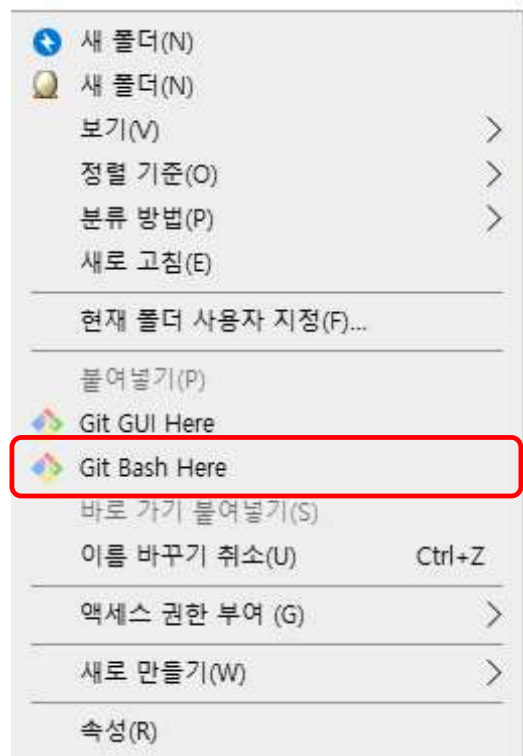 새 폴더(N)
새 폴더(N)
보기(V)
정렬 기준(O)
분류 방법(P)
새로 고침(E)
현재 폴더 사용자 지정(F)...
붙여넣기(P)
Git GUI Here
Git Bash Here
바로 가기 붙여넣기(S)
이름 바꾸기 취소(U) Ctrl+Z
액세스 권한 부여 (G)
새로 만들기(W)
속성(R)